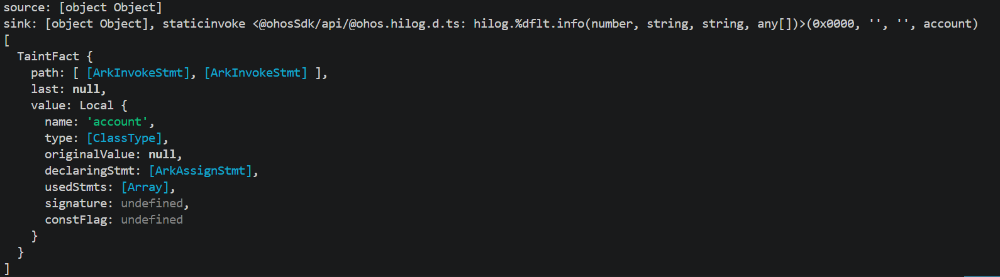 source: [object Object]
sink: [object Object], staticinvoke <@ohosSdk/api/@ohos.hilog.d.ts: hilog.%dflt.info(number, string, string, any[])>(0x0000, '', '', account)
[
  TaintFact {
    path: [ [ArkInvokeStmt], [ArkInvokeStmt] ],
    last: null,
    value: Local {
      name: 'account',
      type: [ClassType],
      originalValue: null,
      declaringStmt: [ArkAssignStmt],
      usedStmts: [Array],
      signature: undefined,
      constFlag: undefined
    }
  }
]